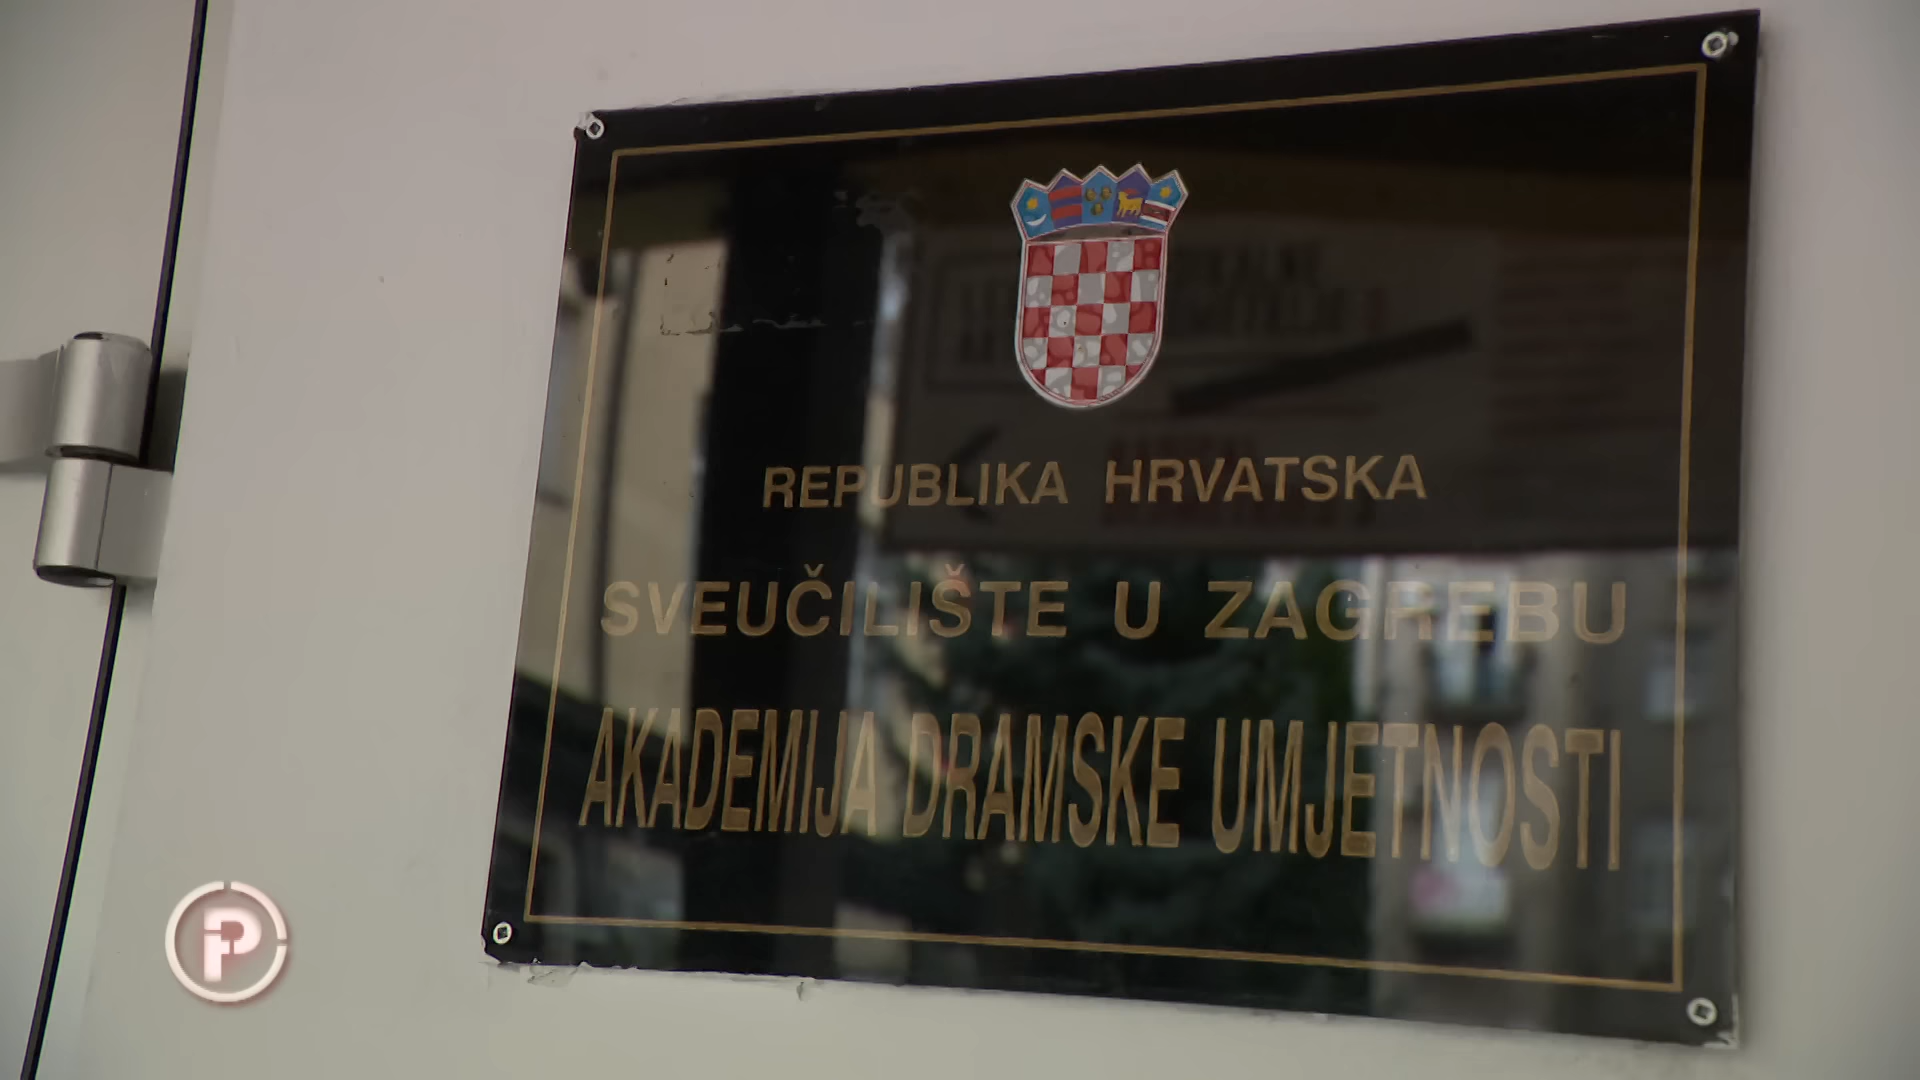 REPUBLIKA HRVATSKA
SVEUČILIŠTE U ZAGREBU
AKADEMIJA DRAMSKE UMJETNOSTI
P